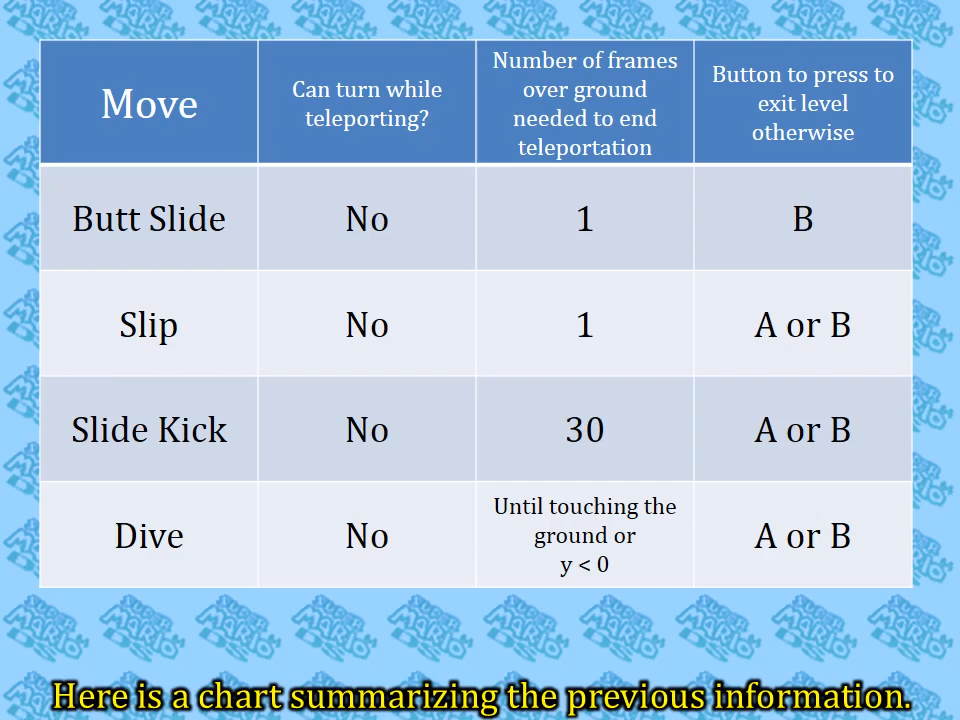 Move
Can turn while
teleporting?
Number of frames
over ground
needed to end
teleportation
Button to press to
exit level
otherwise
Butt Slide
No
1
B
Slip
No
1
A or B
Slide Kick
No
30
A or B
Dive
No
Until touching the
ground or
y < 0
A or B
Here is a chart summarizing the previous information.